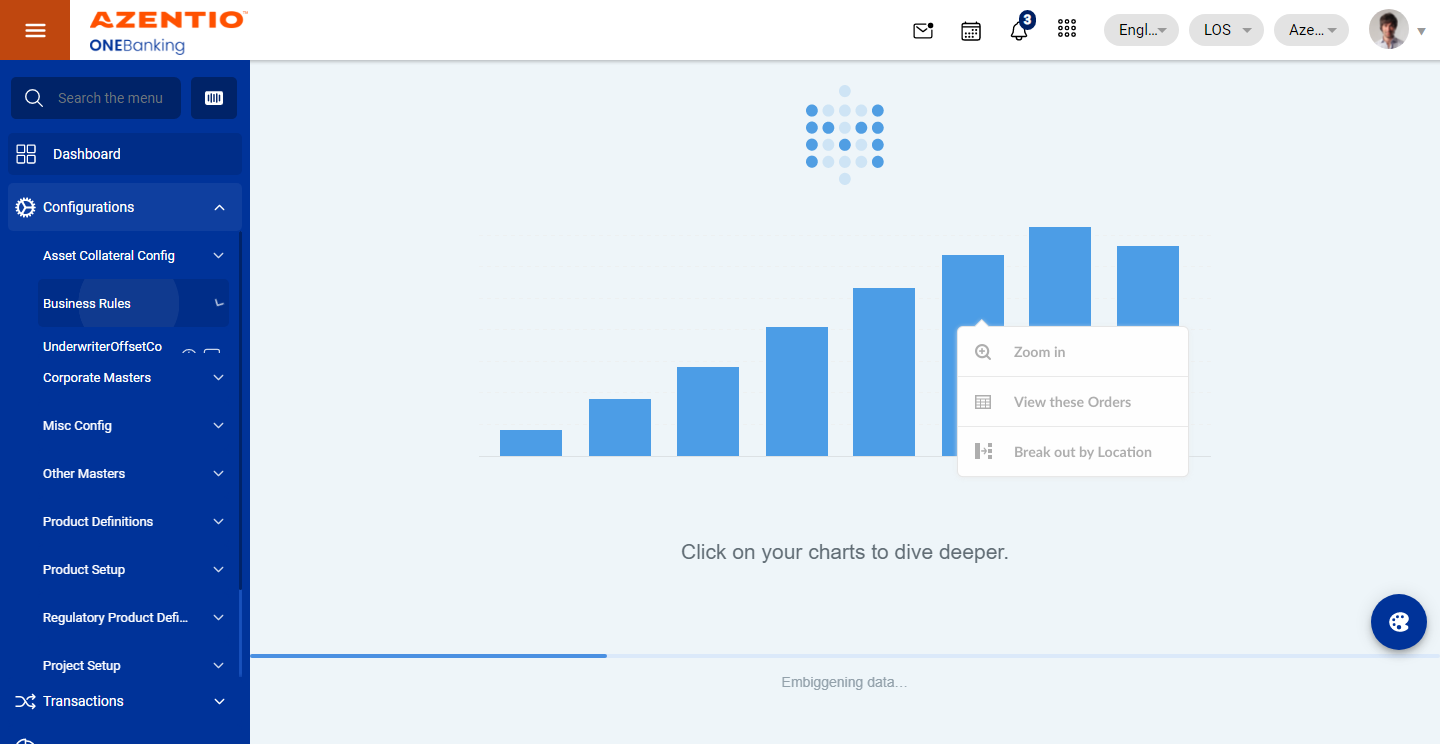 AZENTIO™
ONEBanking
3
Engl...
LOS
Aze...
Search the menu
Dashboard
Configurations
Asset Collateral Config
Business Rules
UnderwriterOffsetCo
Corporate Masters
Misc Config
Other Masters
Product Definitions
Product Setup
Regulatory Product Defi...
Project Setup
Transactions
Zoom in
View these Orders
Break out by Location
Click on your charts to dive deeper.
Embiggening data...